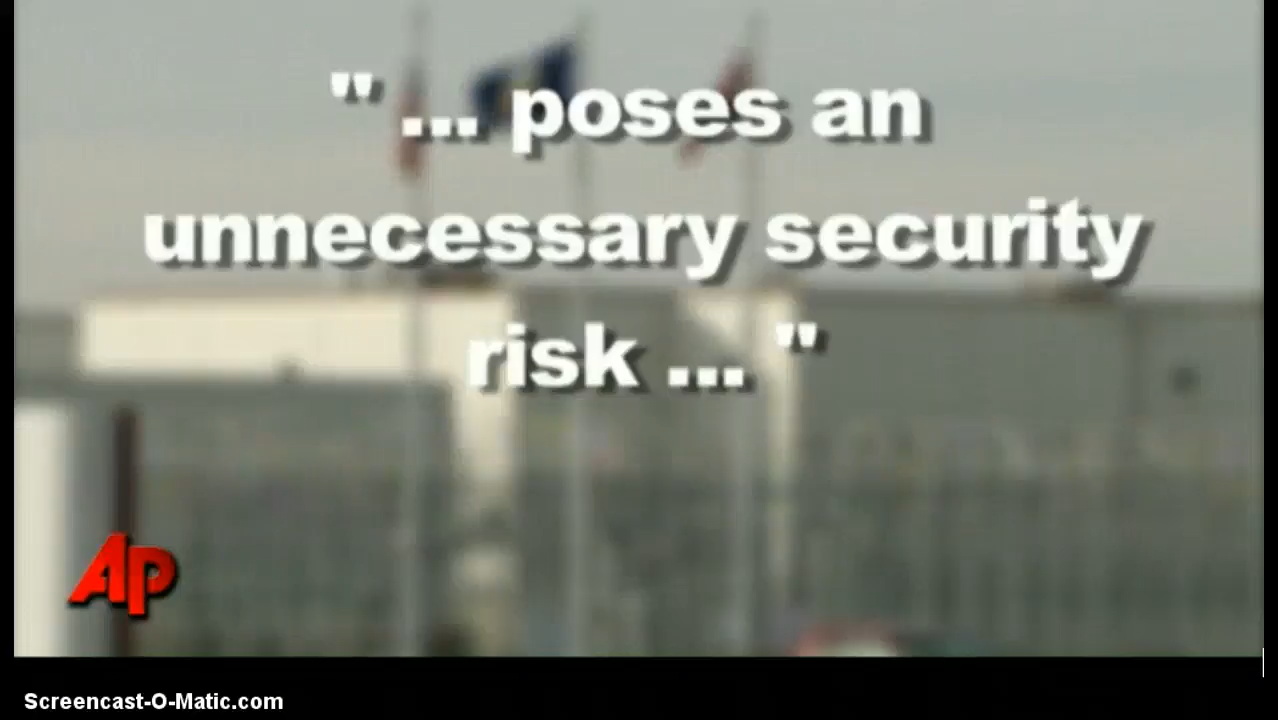 "... poses an
unnecessary security
risk ..."
AP
Screencast-O-Matic.com